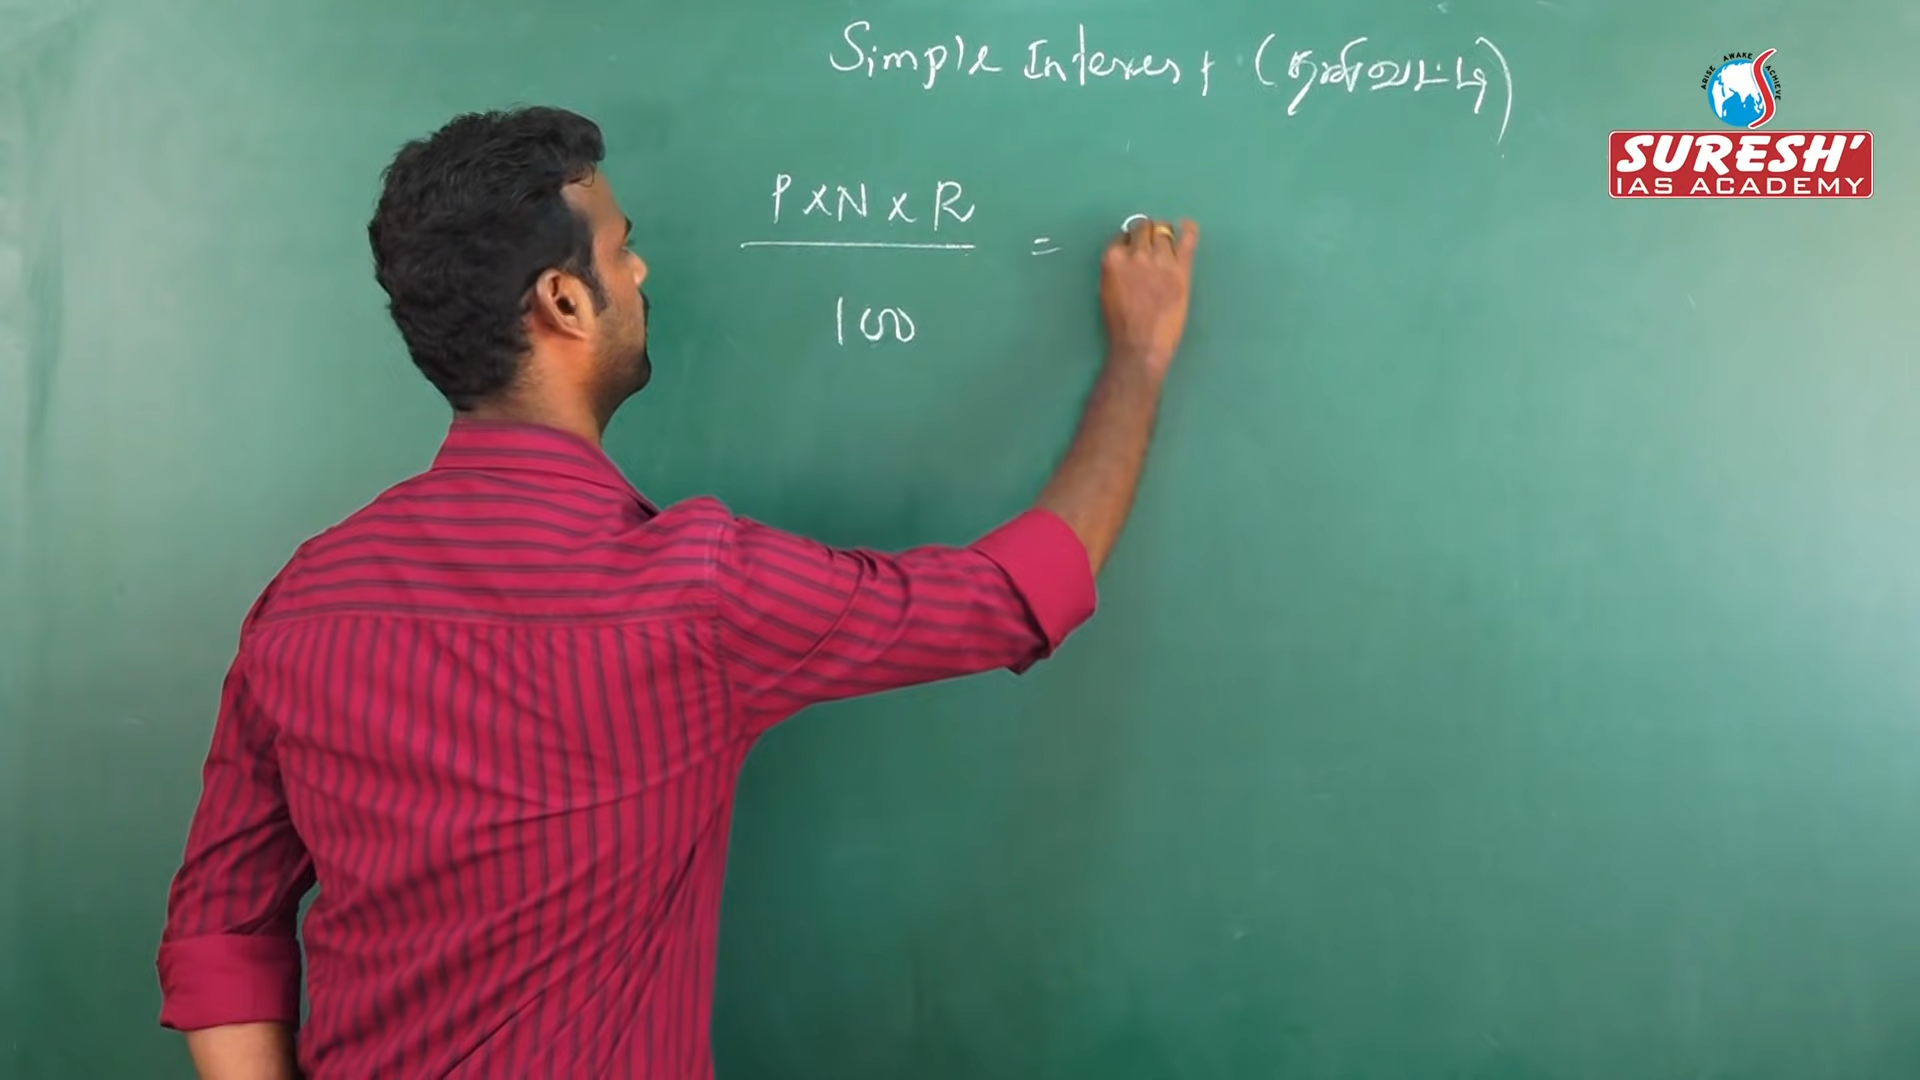 Simple Interest (தனிவட்டி)
P x N x R
=
100
ARISE AWAKE ACHIEVE
SURESH'
IAS ACADEMY